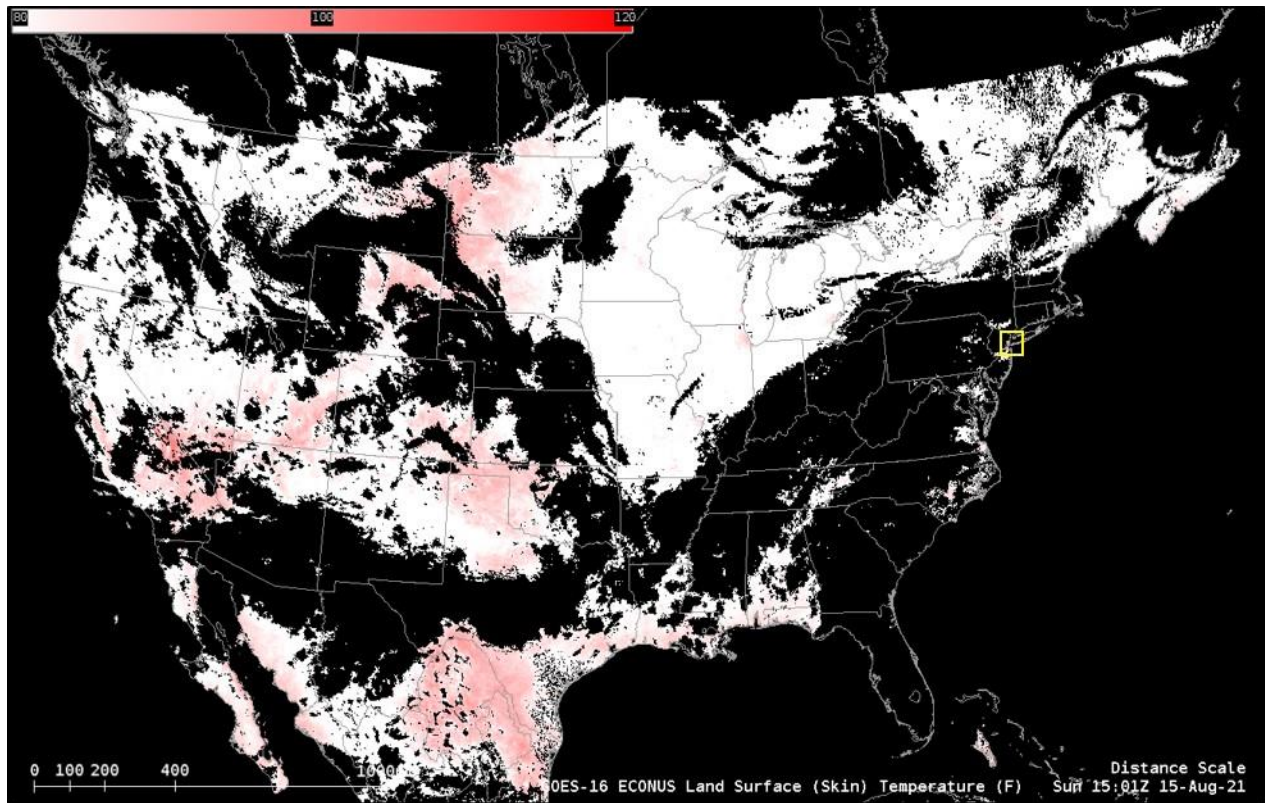 80 100 120
Distance Scale
0 100 200 400
OES-16 ECONUS Land Surface (Skin) Temperature (F) Sun 15:01Z 15-Aug-21